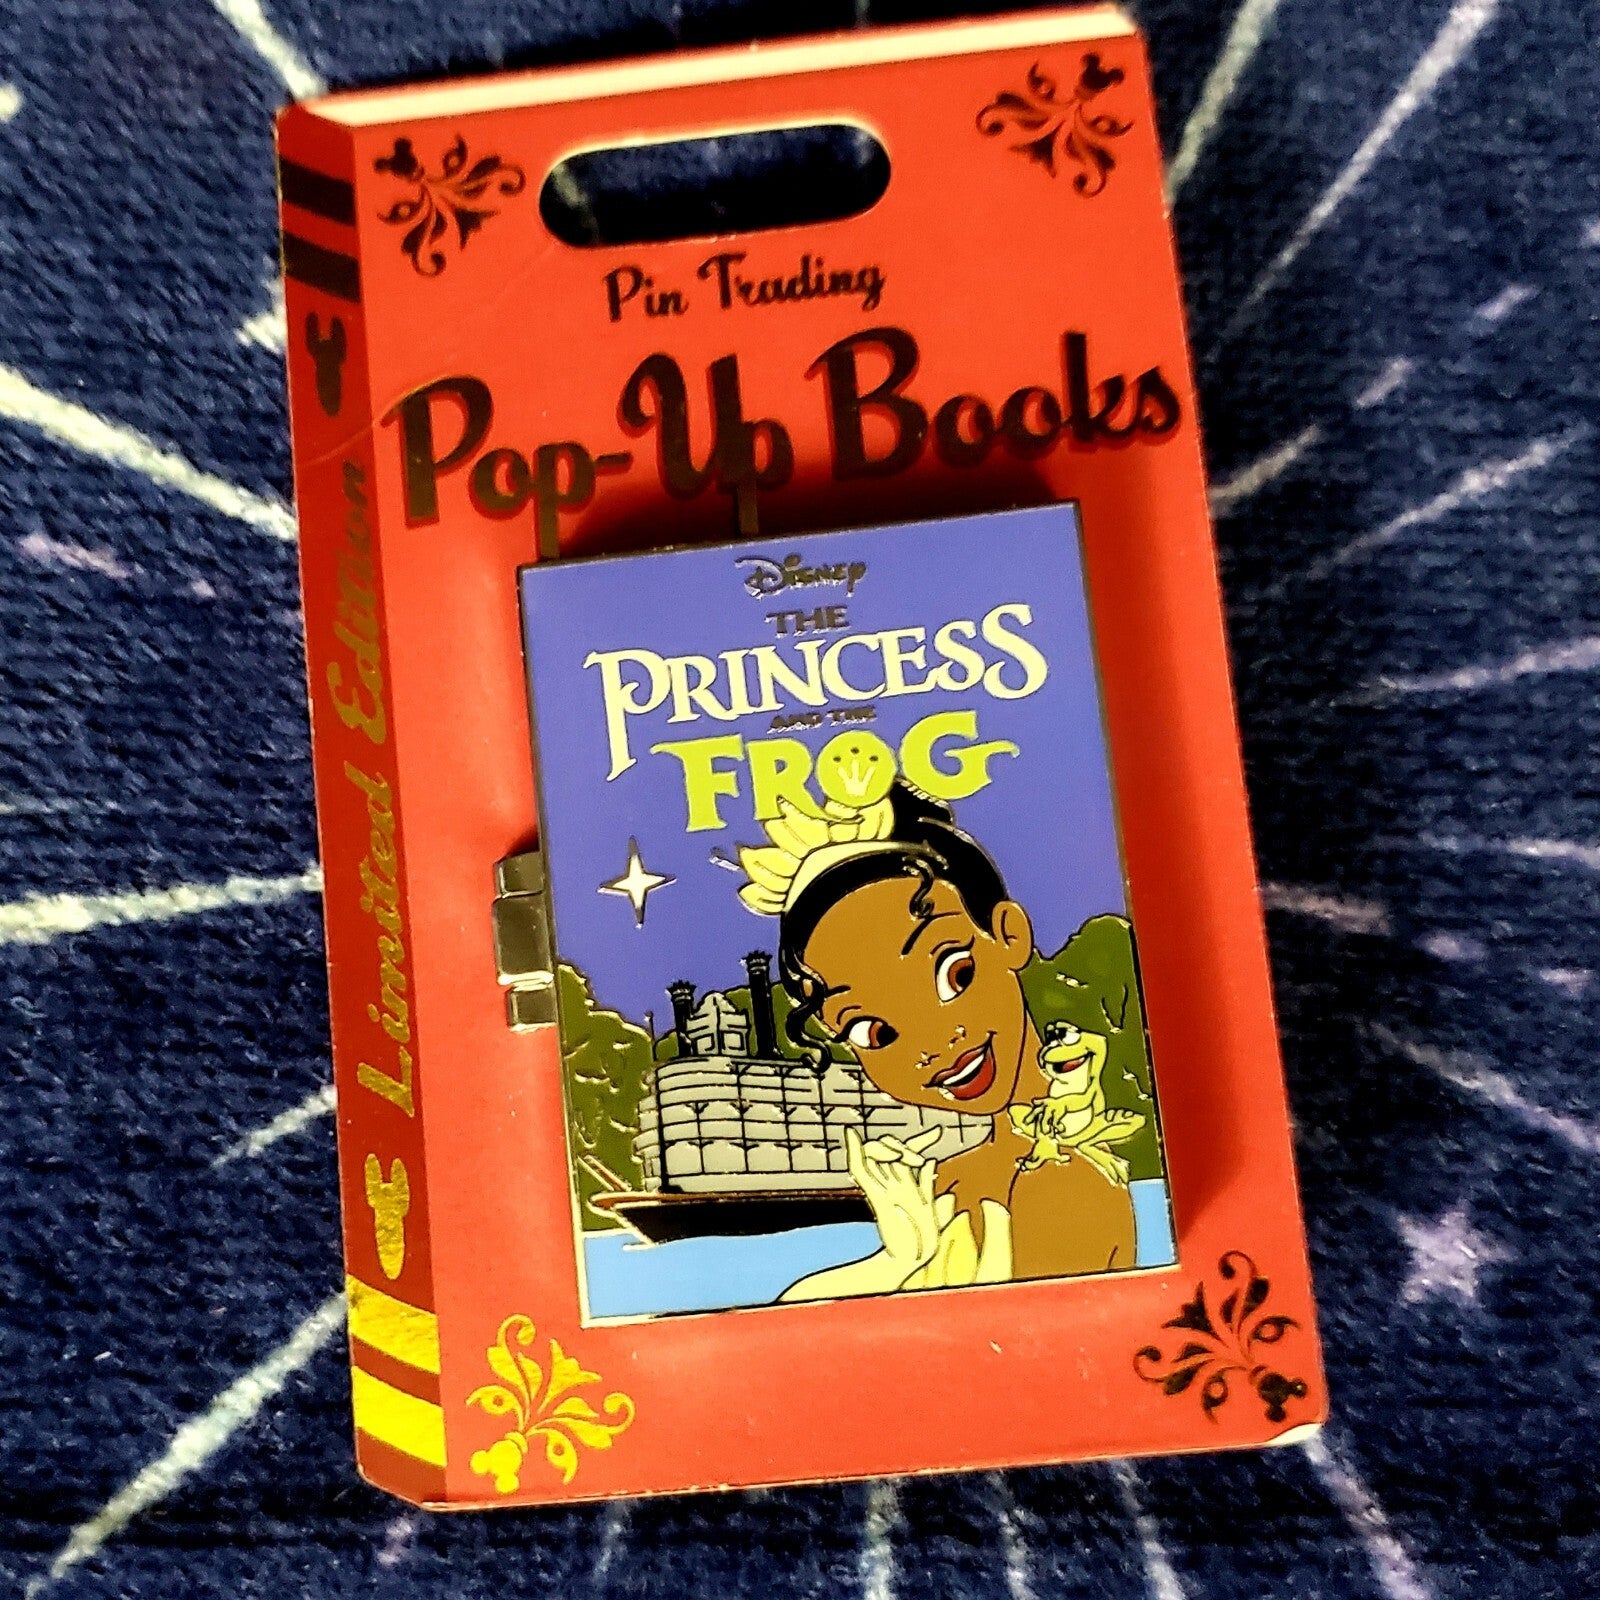 Pin Trading
Pop-Up Books
Limited Edition
Disney
THE
PRINCESS
AND THE
FROG